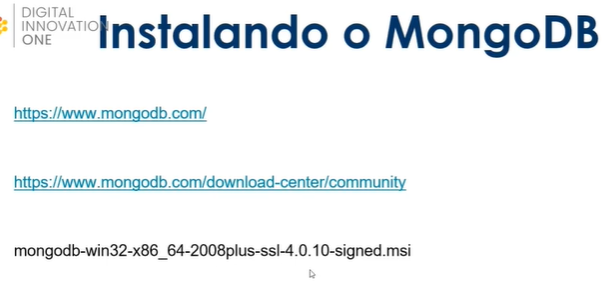 DIGITAL
INNOVATION
ONE
Instalando o MongoDB
https://www.mongodb.com/
https://www.mongodb.com/download-center/community
mongodb-win32-x86_64-2008plus-ssl-4.0.10-signed.msi